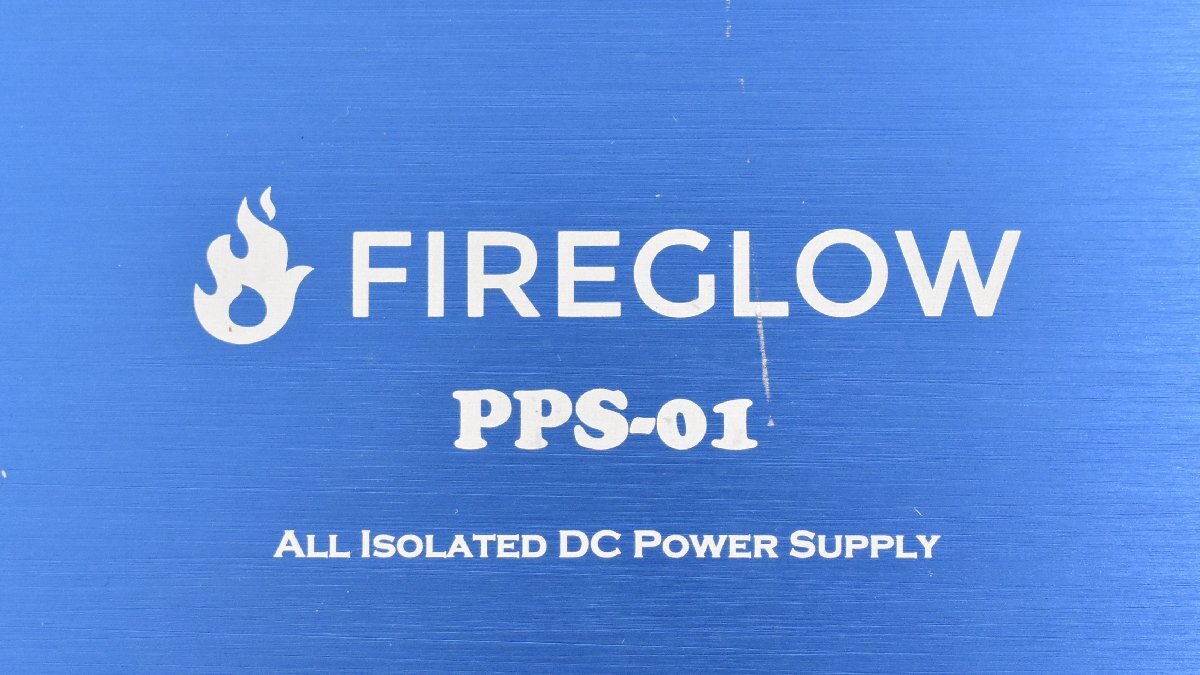 FIREGLOW
PPS-01
ALL ISOLATED DC POWER SUPPLY